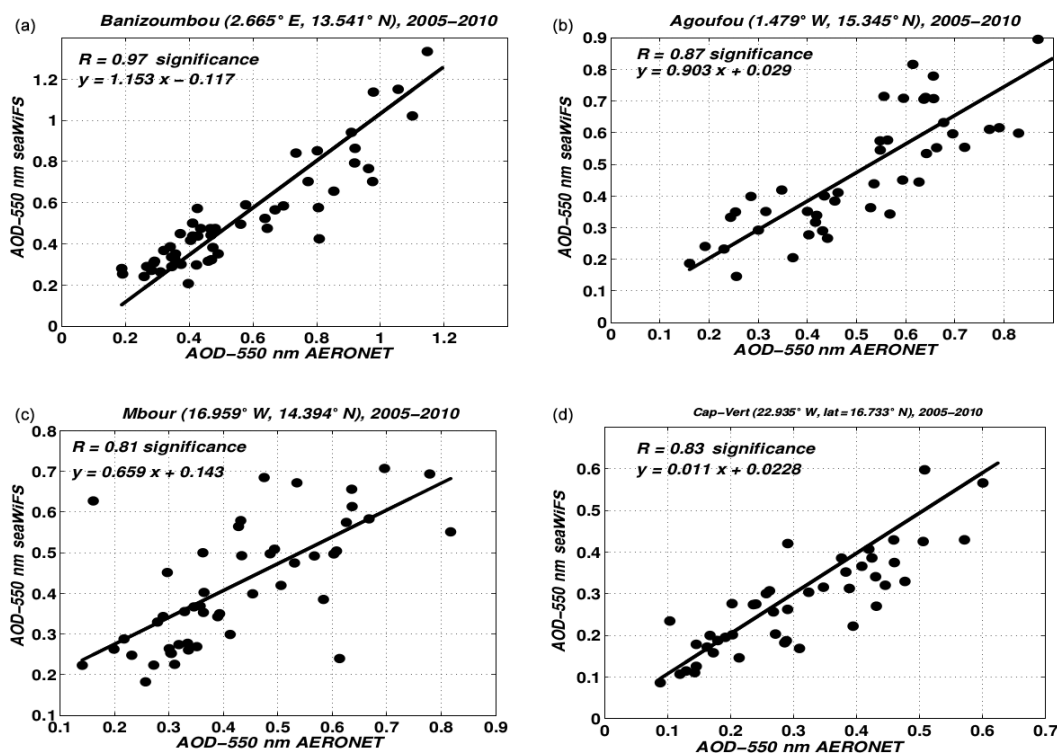 (a)
Banizoumbou (2.665° E, 13.541° N), 2005–2010
R = 0.97 significance
y = 1.153 x – 0.117
AOD–550 nm seaWiFS
1.2
1
0.8
0.6
0.4
0.2
0
0 0.2 0.4 0.6 0.8 1 1.2
AOD–550 nm AERONET
(b)
Agoufou (1.479° W, 15.345° N), 2005–2010
R = 0.87 significance
y = 0.903 x + 0.029
AOD–550 nm seaWiFS
0.9
0.8
0.7
0.6
0.5
0.4
0.3
0.2
0.1
0
0 0.1 0.2 0.3 0.4 0.5 0.6 0.7 0.8
AOD–550 nm AERONET
(c)
Mbour (16.959° W, 14.394° N), 2005–2010
R = 0.81 significance
y = 0.659 x + 0.143
AOD–550 nm seaWiFS
0.8
0.7
0.6
0.5
0.4
0.3
0.2
0.1
0.1 0.2 0.3 0.4 0.5 0.6 0.7 0.8 0.9
AOD–550 nm AERONET
(d)
Cap–Vert (22.935° W, lat = 16.733° N), 2005–2010
R = 0.83 significance
y = 0.011 x + 0.0228
AOD–550 nm seaWiFS
0.6
0.5
0.4
0.3
0.2
0.1
0
0 0.1 0.2 0.3 0.4 0.5 0.6 0.7
AOD–550 nm AERONET